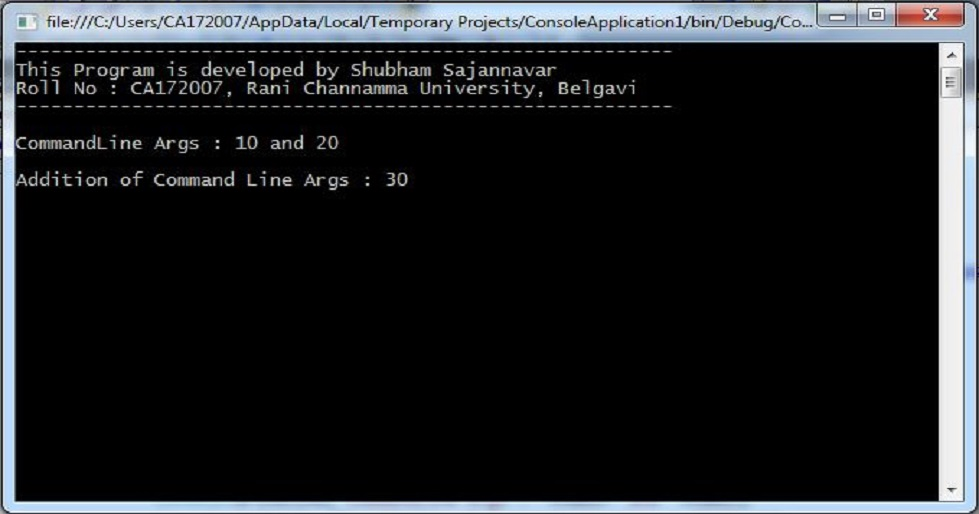 file:///C:/Users/CA172007/AppData/Local/Temporary Projects/ConsoleApplication1/bin/Debug/Co...
------------------------------------------------------------
This Program is developed by Shubham Sajannavar
Roll No : CA172007, Rani Channamma University, Belgavi
------------------------------------------------------------
CommandLine Args : 10 and 20
Addition of Command Line Args : 30